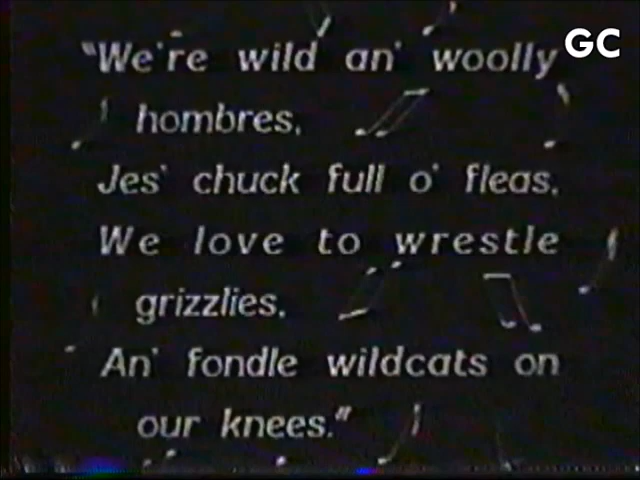 GC
"We're wild an' woolly
hombres.
Jes' chuck full o' fleas.
We love to wrestle
grizzlies.
An' fondle wildcats on
our knees."